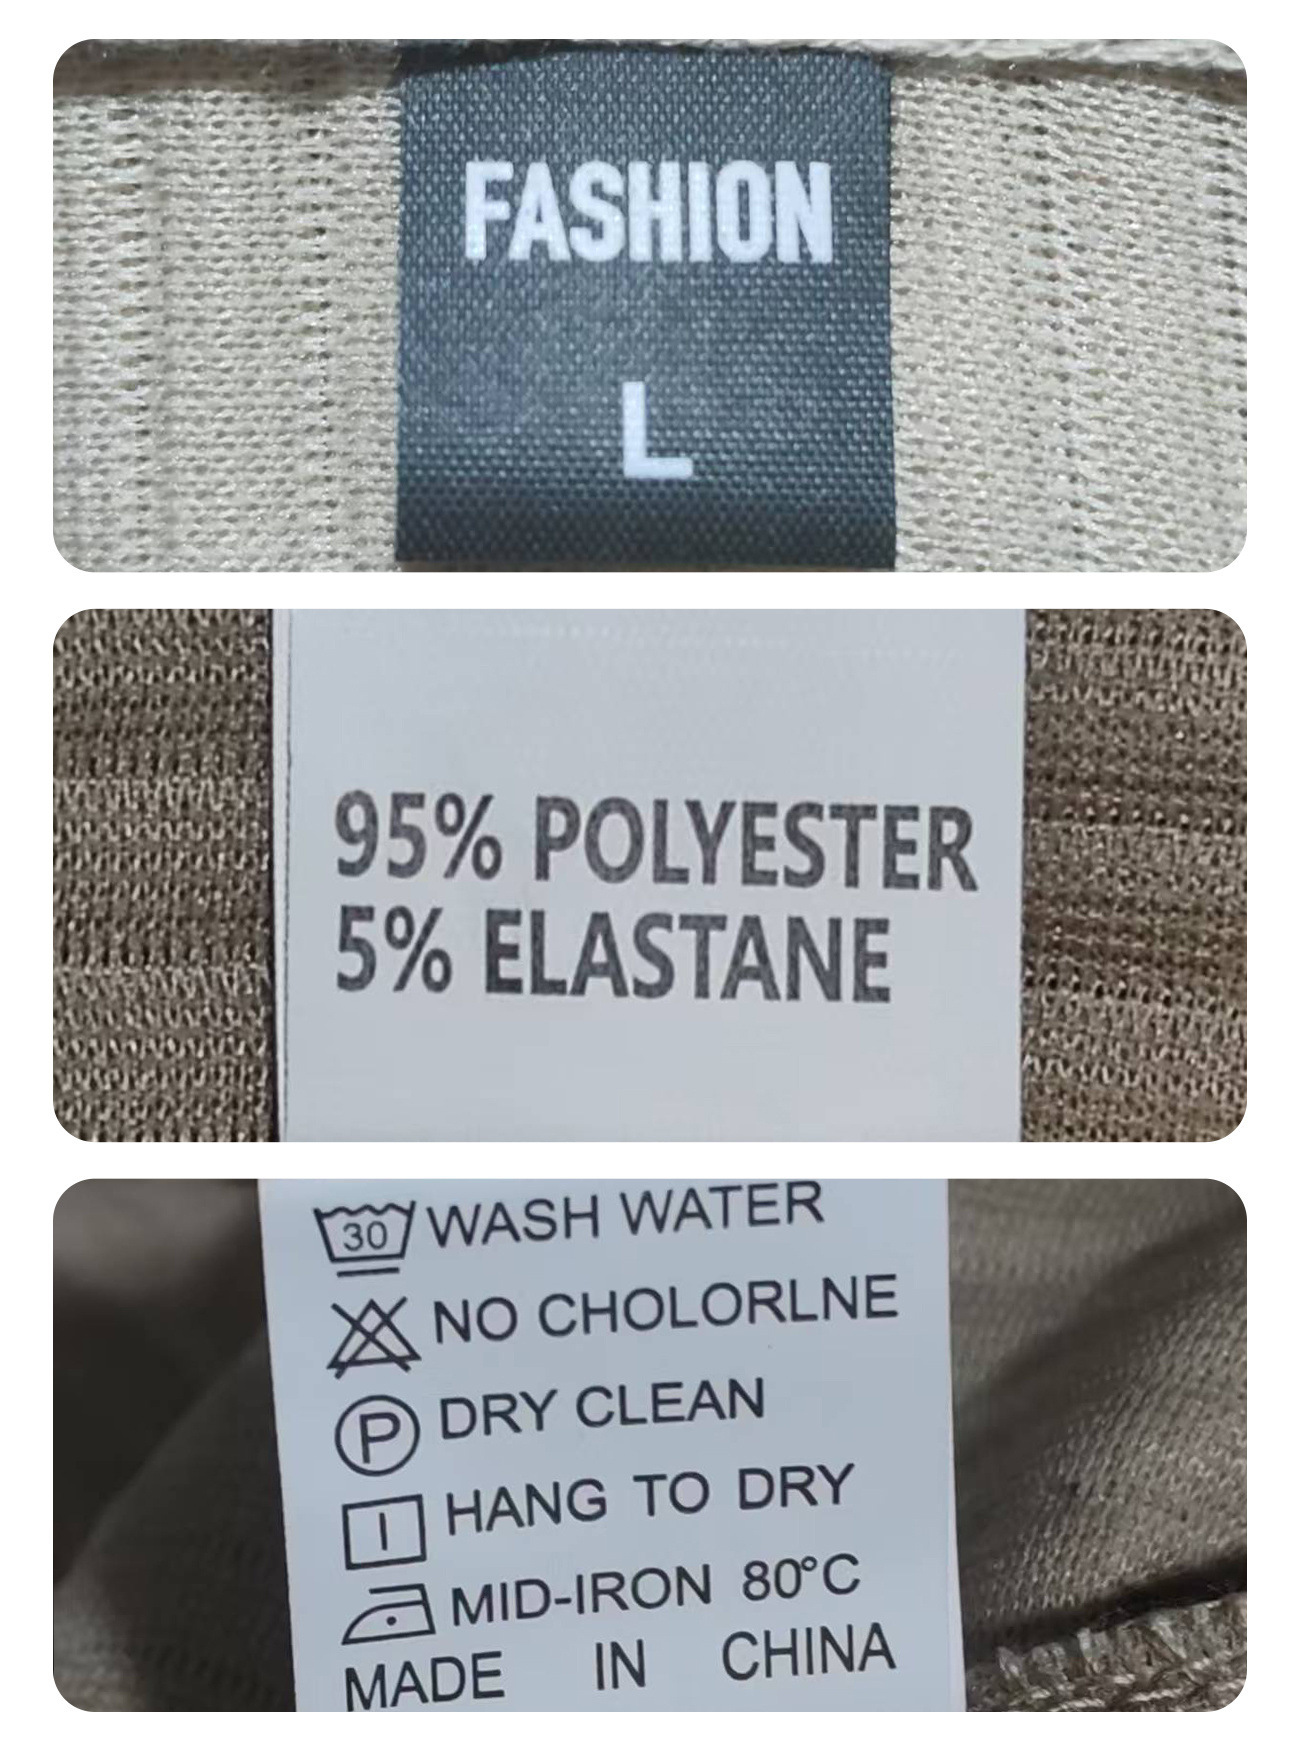 FASHION
L
95% POLYESTER
5% ELASTANE
30 WASH WATER
NO CHOLORLNE
P DRY CLEAN
HANG TO DRY
MID-IRON 80°C
MADE IN CHINA